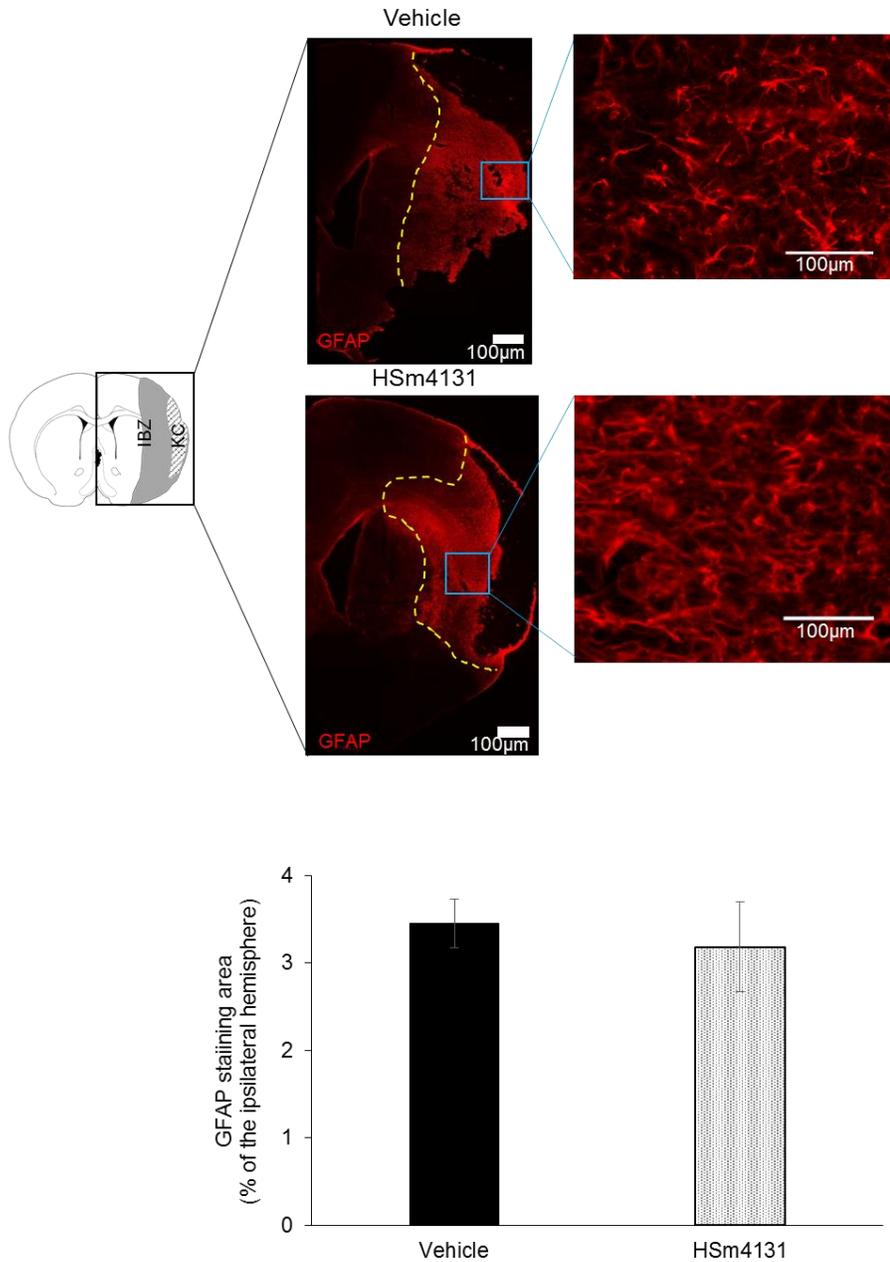 Vehicle
100µm
GFAP
100µm
HSm4131
IBZ
KC
100µm
GFAP
100µm
4
3
2
1
0
GFAP staiing area
(% of the ipsilateral hemisphere)
Vehicle
HSm4131